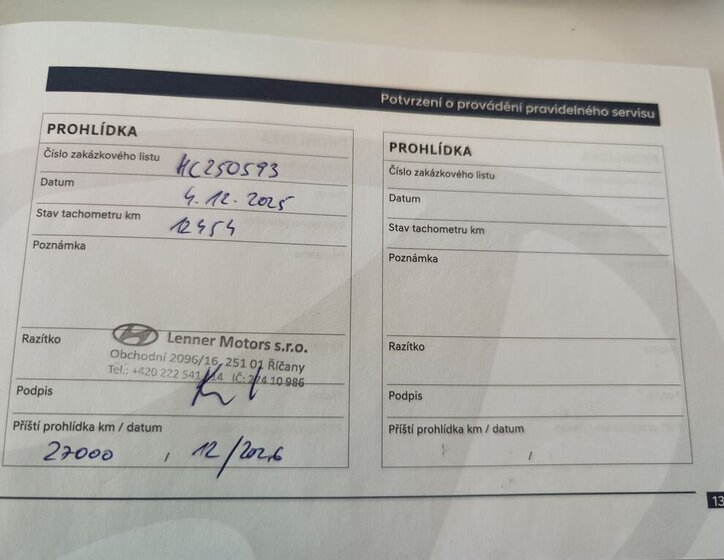 Potvrzení o provádění pravidelného servisu
PROHLÍDKA
Číslo zakázkového listu HC250593
Datum 4.12.2025
Stav tachometru km 12454
Poznámka
Razítko
Lenner Motors s.r.o.
Obchodní 2096/16, 251 01 Říčany
Tel.: +420 222 541 IČ: 274 10 986
Podpis
Příští prohlídka km / datum
27000 / 12/2026
PROHLÍDKA
Číslo zakázkového listu
Datum
Stav tachometru km
Poznámka
Razítko
Podpis
Příští prohlídka km / datum
/
13